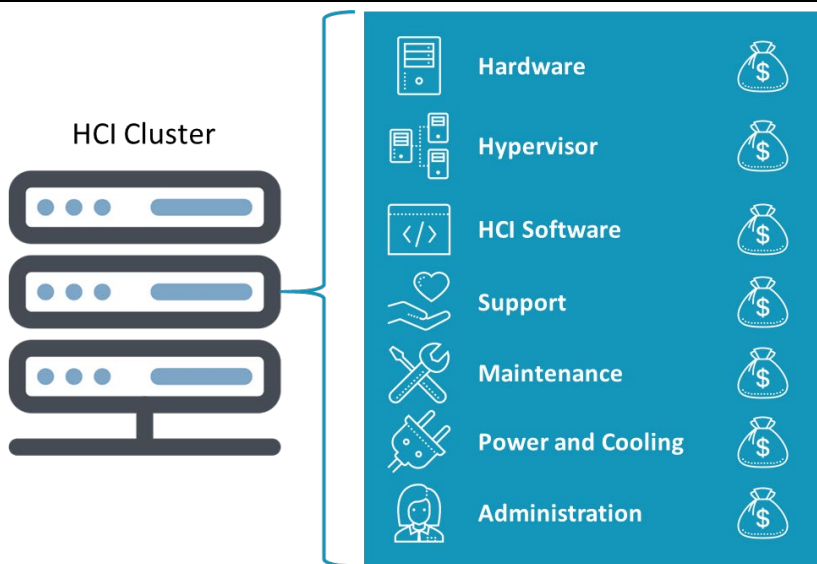 HCI Cluster
Hardware
$
Hypervisor
$
</>
HCI Software
$
Support
$
Maintenance
$
Power and Cooling
$
Administration
$